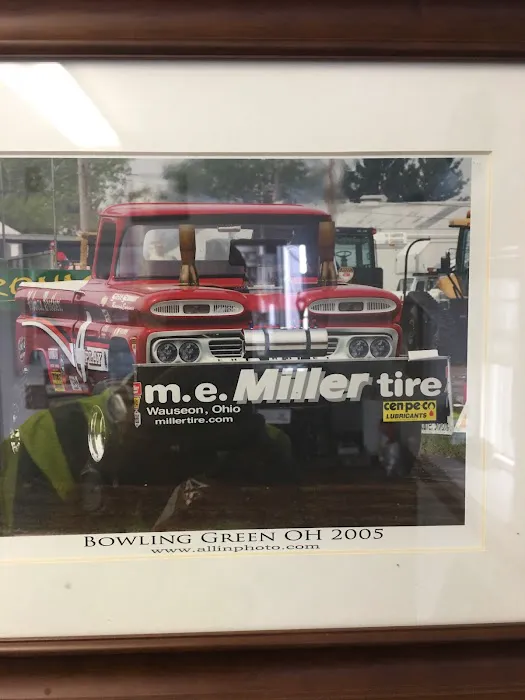 m.e. Miller tire
Wauseon, Ohio
millertire.com
cenpeco
LUBRICANTS
BOWLING GREEN OH 2005
www.allinphoto.com